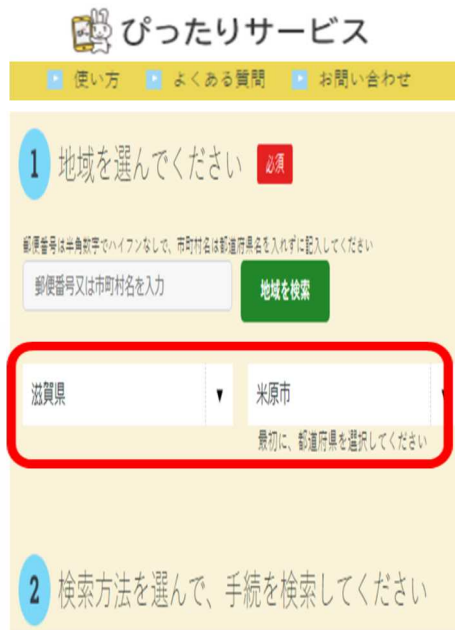 ぴったりサービス
使い方 よくある質問 お問い合わせ
1 地域を選んでください 必須
郵便番号は半角数字でハイフンなしで、市町村名は都道府県名を入れずに記入してください
郵便番号又は市町村名を入力 地域を検索
滋賀県 ▼ 米原市
最初に、都道府県を選択してください
2 検索方法を選んで、手続を検索してください